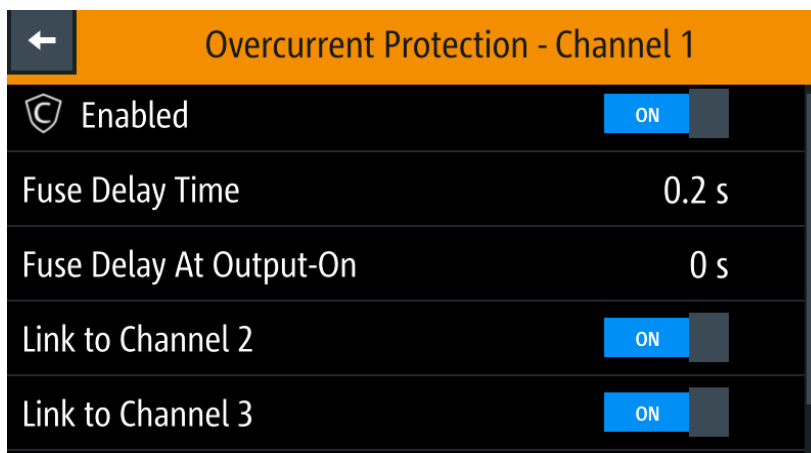 Overcurrent Protection - Channel 1
C Enabled ON
Fuse Delay Time 0.2 s
Fuse Delay At Output-On 0 s
Link to Channel 2 ON
Link to Channel 3 ON